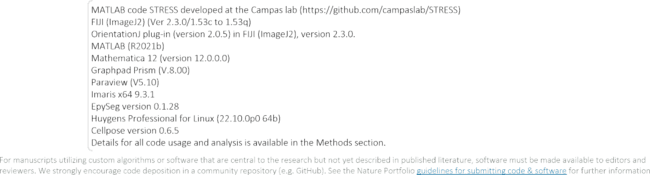 MATLAB code STRESS developed at the Campas lab (https://github.com/campaslab/STRESS)
FIJI (ImageJ2) (Ver 2.3.0/1.53c to 1.53q)
OrientationJ plug-in (version 2.0.5) in FIJI (ImageJ2), version 2.3.0.
MATLAB (R2021b)
Mathematica 12 (version 12.0.0.0)
Graphpad Prism (V.8.00)
Paraview (V5.10)
Imaris x64 9.3.1
EpySeg version 0.1.28
Huygens Professional for Linux (22.10.0p0 64b)
Cellpose version 0.6.5
Details for all code usage and analysis is available in the Methods section.
For manuscripts utilizing custom algorithms or software that are central to the research but not yet described in published literature, software must be made available to editors and
reviewers. We strongly encourage code deposition in a community repository (e.g. GitHub). See the Nature Portfolio guidelines for submitting code & software for further information